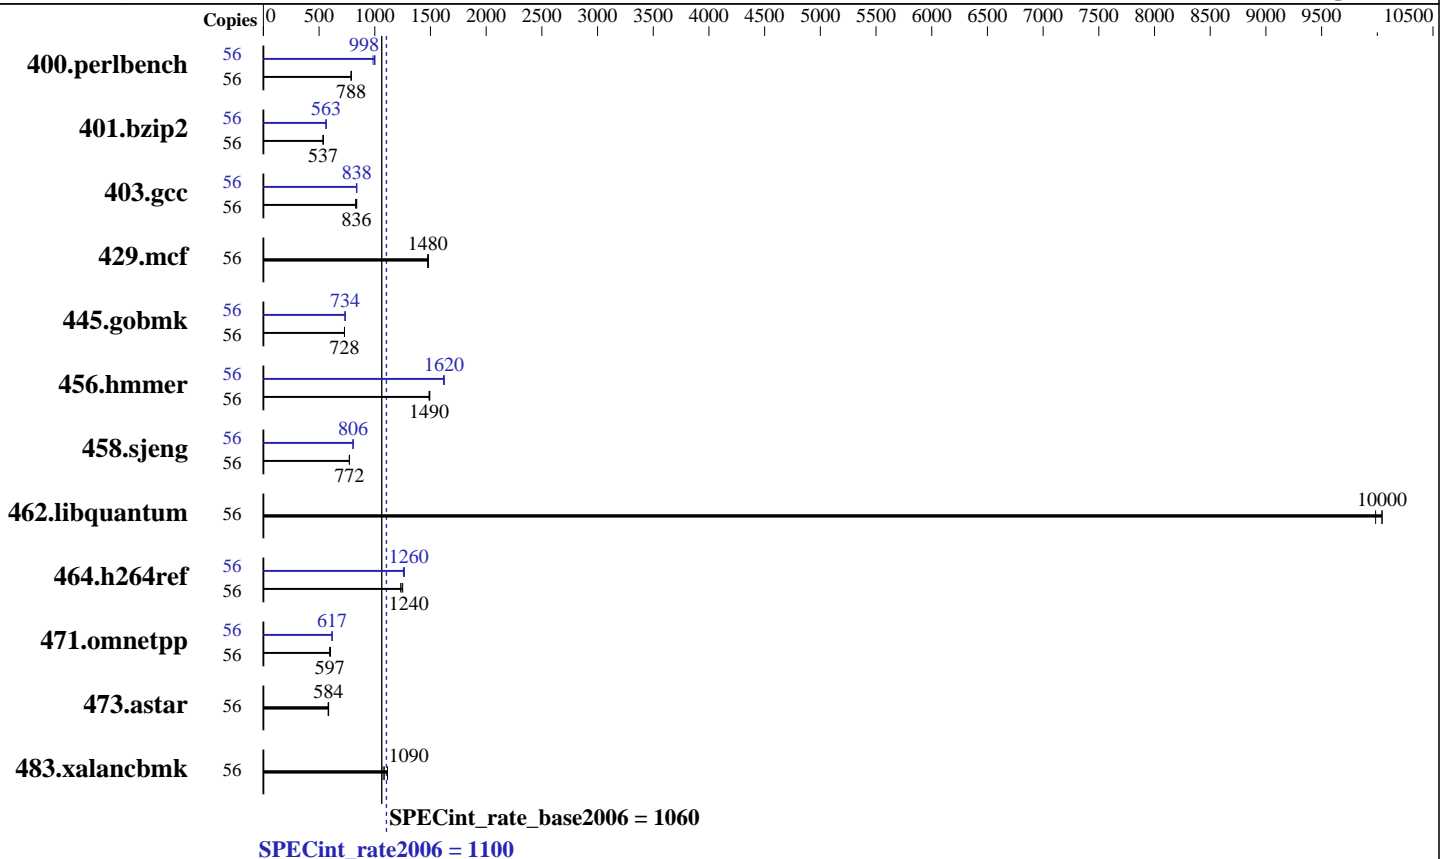 Copies 0 500 1000 1500 2000 2500 3000 3500 4000 4500 5000 5500 6000 6500 7000 7500 8000 8500 9000 9500 10500
400.perlbench 56 998
56 788
401.bzip2 56 563
56 537
403.gcc 56 838
56 836
429.mcf 56 1480
445.gobmk 56 734
56 728
456.hmmer 56 1620
56 1490
458.sjeng 56 806
56 772
462.libquantum 56 10000
464.h264ref 56 1260
56 1240
471.omnetpp 56 617
56 597
473.astar 56 584
483.xalancbmk 56 1090
SPECint_rate_base2006 = 1060
SPECint_rate2006 = 1100